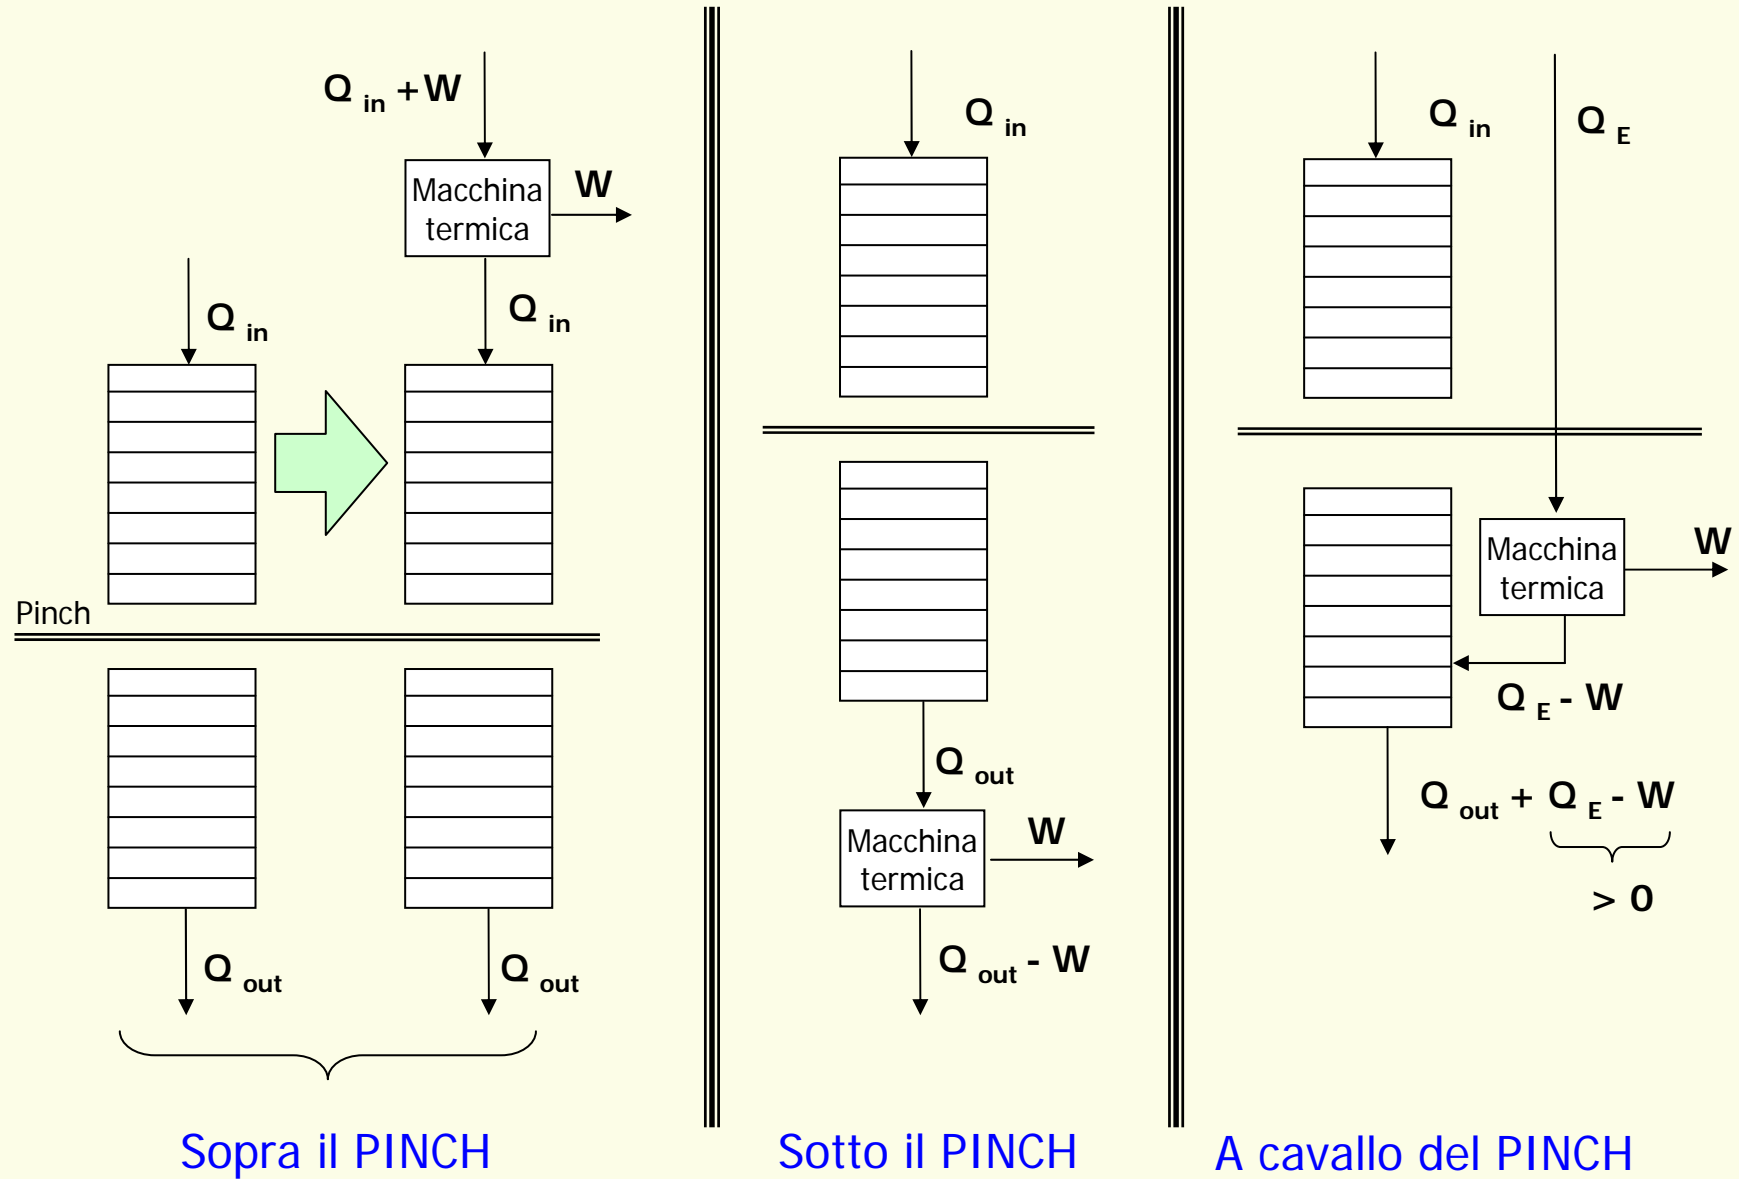 Q in + W
Macchina
termica
W
Q in
Q in
Pinch
Q out
Q out
Sopra il PINCH
Q in
Q out
Macchina
termica
W
Q out - W
Sotto il PINCH
Q in
Q E
Macchina
termica
W
Q E - W
Q out + Q E - W
> 0
A cavallo del PINCH